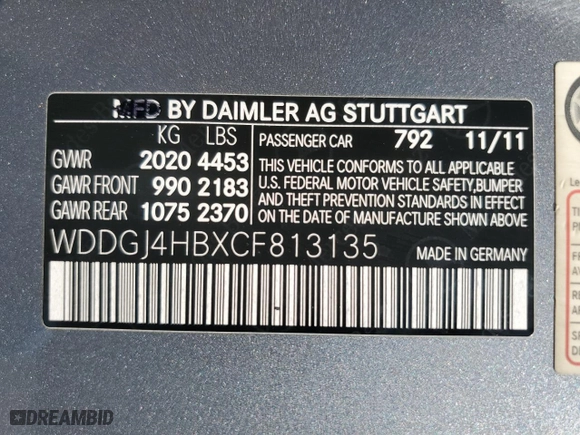 MFD BY DAIMLER AG STUTTGART
KG LBS PASSENGER CAR 792 11/11
GVWR 2020 4453
GAWR FRONT 990 2183
GAWR REAR 1075 2370
THIS VEHICLE CONFORMS TO ALL APPLICABLE
U.S. FEDERAL MOTOR VEHICLE SAFETY, BUMPER
AND THEFT PREVENTION STANDARDS IN EFFECT
ON THE DATE OF MANUFACTURE SHOWN ABOVE
WDDGJ4HBXCF813135
MADE IN GERMANY
DREAMBID